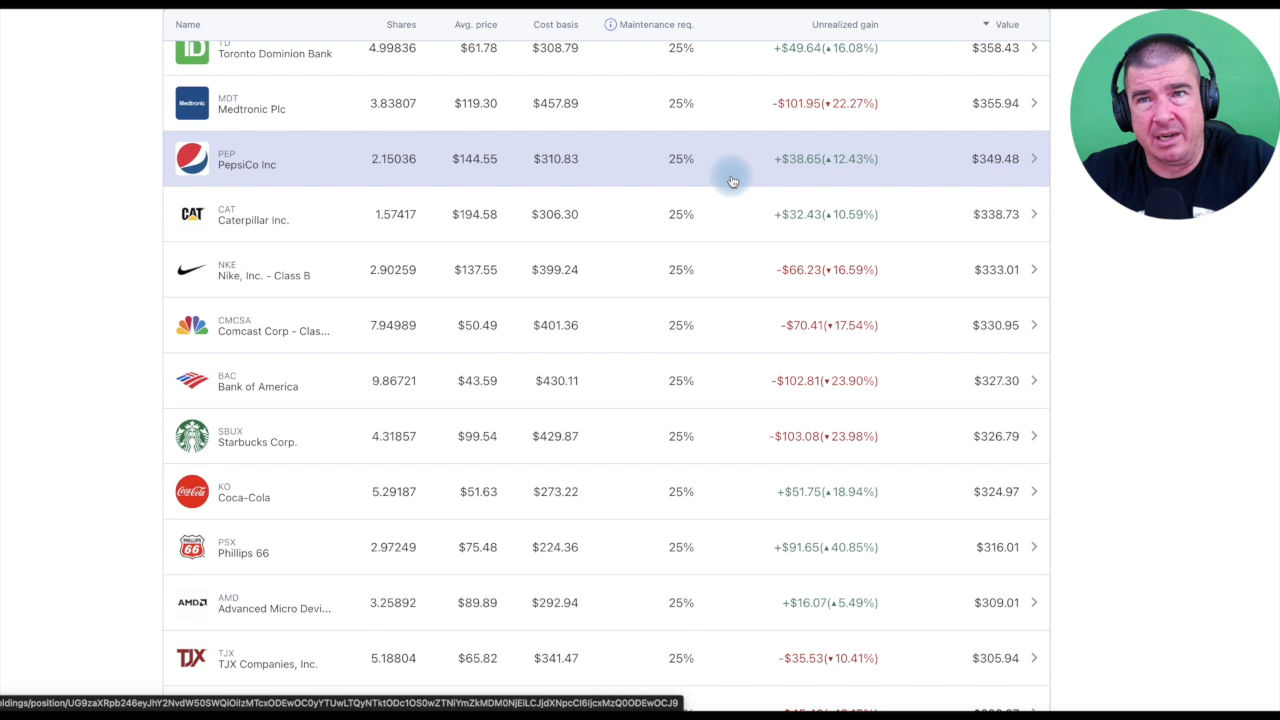 Name Shares Avg. price Cost basis Maintenance req. Unrealized gain Value
TD
Toronto Dominion Bank 4.99836 $61.78 $308.79 25% +$49.64(▲16.08%) $358.43
Medtronic
MDT
Medtronic Plc 3.83807 $119.30 $457.89 25% -$101.95(▼22.27%) $355.94
PEP
PepsiCo Inc 2.15036 $144.55 $310.83 25% +$38.65(▲12.43%) $349.48
CAT
CAT
Caterpillar Inc. 1.57417 $194.58 $306.30 25% +$32.43(▲10.59%) $338.73
NKE
Nike, Inc. - Class B 2.90259 $137.55 $399.24 25% -$66.23(▼16.59%) $333.01
CMCSA
Comcast Corp - Clas... 7.94989 $50.49 $401.36 25% -$70.41(▼17.54%) $330.95
BAC
Bank of America 9.86721 $43.59 $430.11 25% -$102.81(▼23.90%) $327.30
SBUX
Starbucks Corp. 4.31857 $99.54 $429.87 25% -$103.08(▼23.98%) $326.79
Coca-Cola
KO
Coca-Cola 5.29187 $51.63 $273.22 25% +$51.75(▲18.94%) $324.97
PHILLIPS
66
PSX
Phillips 66 2.97249 $75.48 $224.36 25% +$91.65(▲40.85%) $316.01
AMD
AMD
Advanced Micro Devi... 3.25892 $89.89 $292.94 25% +$16.07(▲5.49%) $309.01
TJX
TJX
TJX Companies, Inc. 5.18804 $65.82 $341.47 25% -$35.53(▼10.41%) $305.94